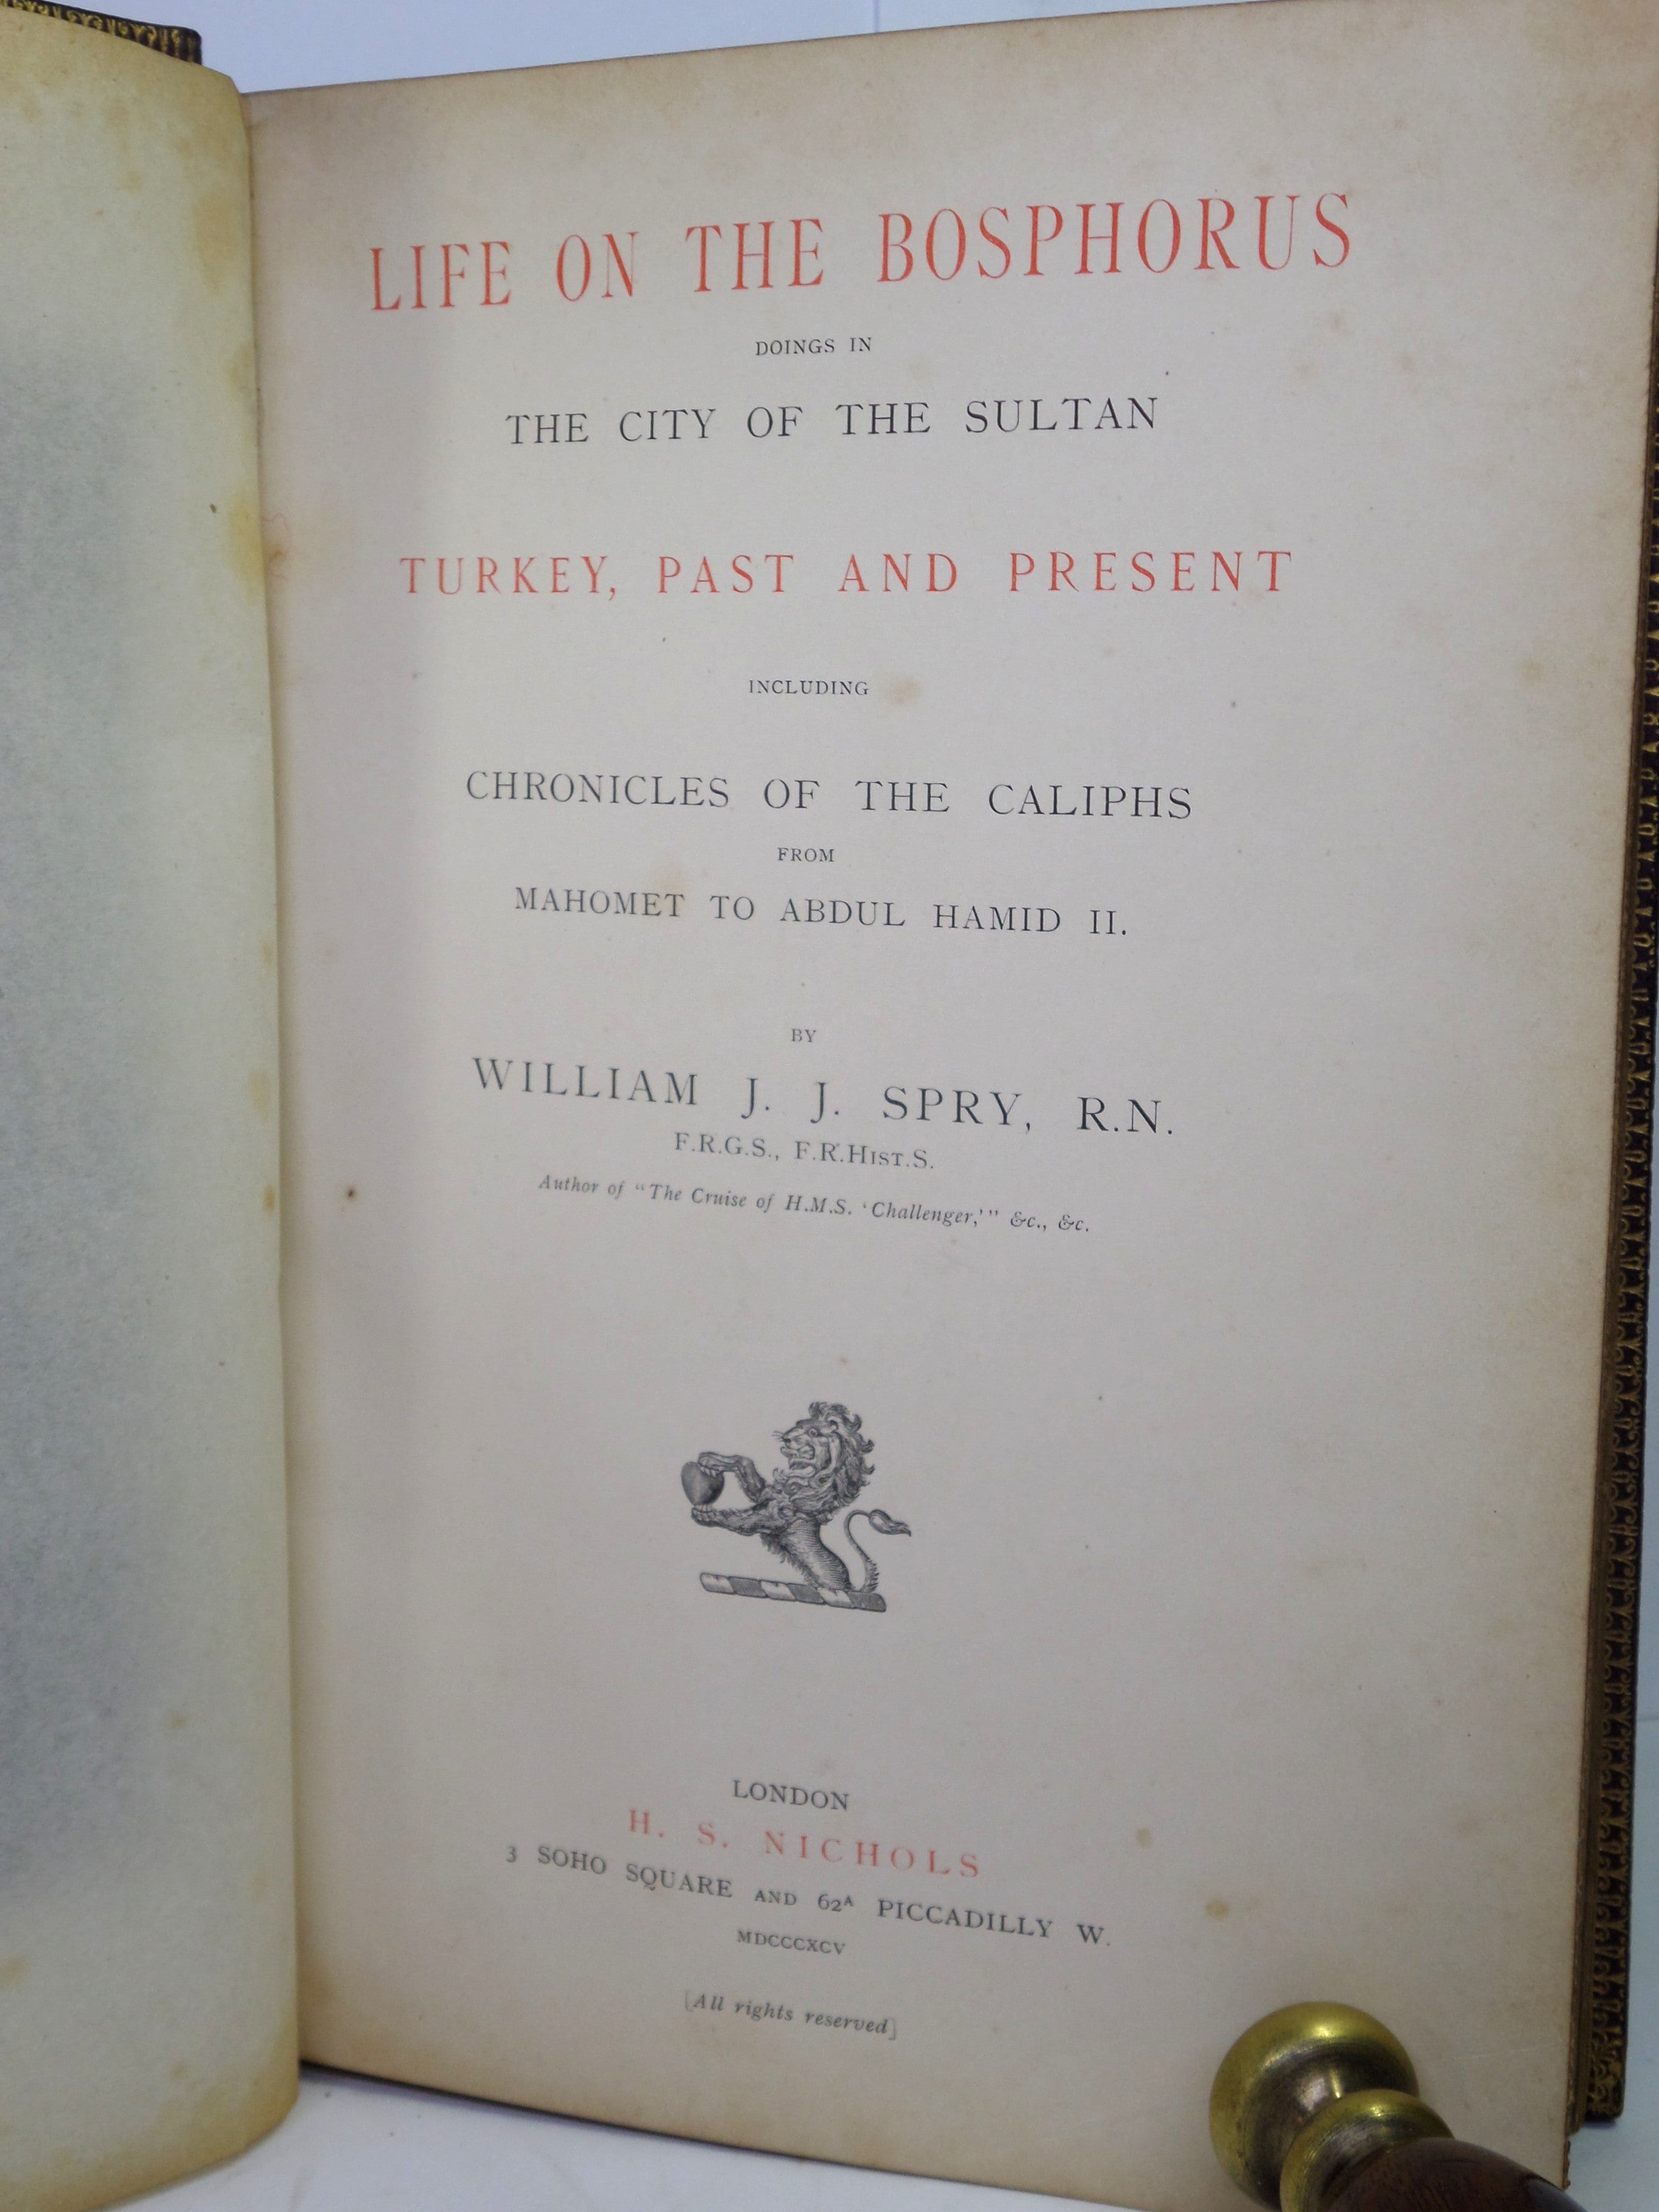 LIFE ON THE BOSPHORUS
DOINGS IN
THE CITY OF THE SULTAN
TURKEY, PAST AND PRESENT
INCLUDING
CHRONICLES OF THE CALIPHS
FROM
MAHOMET TO ABDUL HAMID II.
BY
WILLIAM J. J. SPRY, R.N.
F.R.G.S., F.R.HIST.S.
Author of "The Cruise of H.M.S. 'Challenger,'" &c., &c.
LONDON
H. S. NICHOLS
3 SOHO SQUARE AND 62A PICCADILLY W.
MDCCCXCV
[All rights reserved]